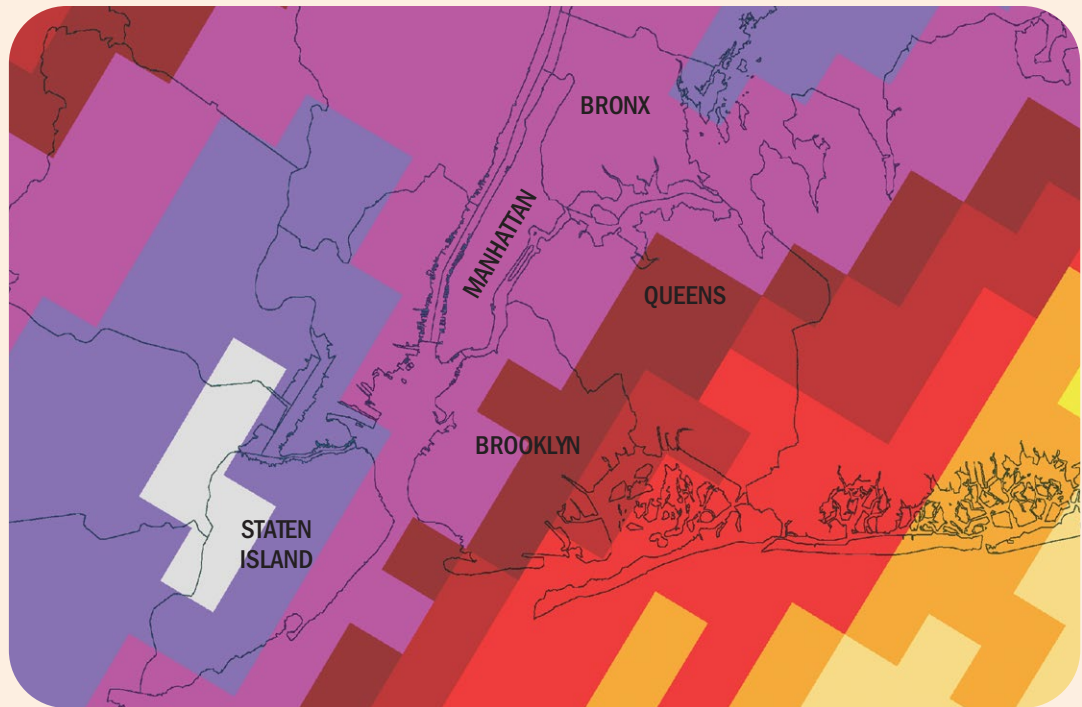 BRONX
MANHATTAN
QUEENS
BROOKLYN
STATEN
ISLAND